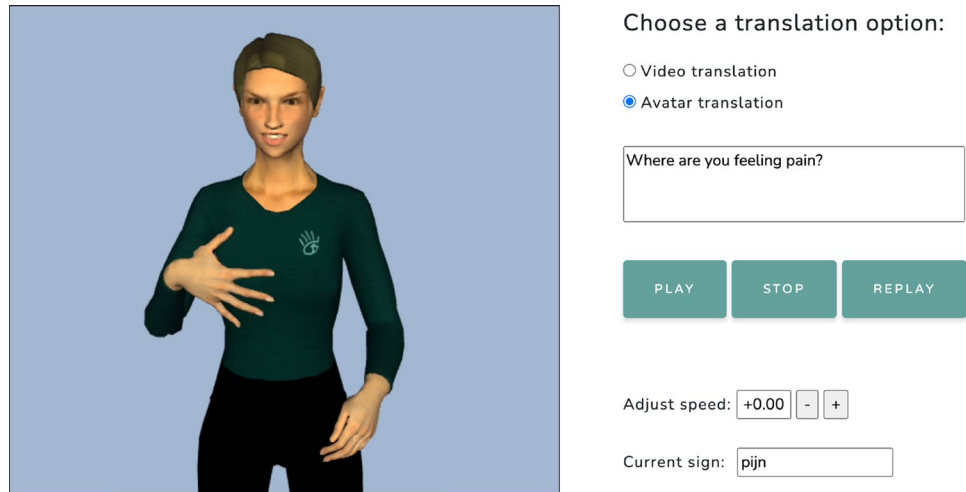 Choose a translation option:
Video translation
Avatar translation
Where are you feeling pain?
PLAY STOP REPLAY
Adjust speed: +0.00 - +
Current sign: pijn